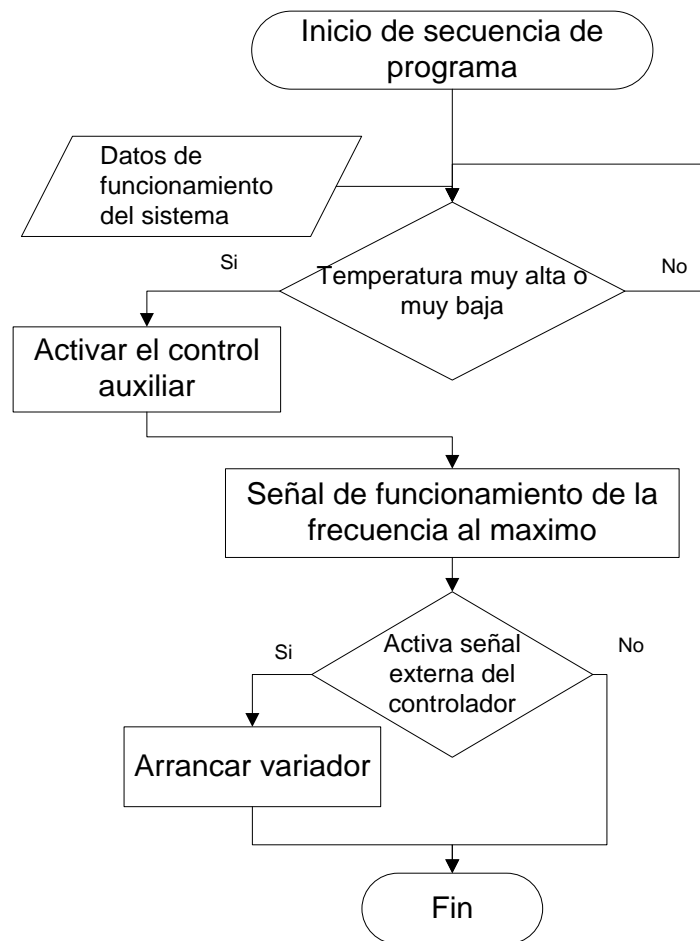 Inicio de secuencia de
programa
Datos de
funcionamiento
del sistema
Si
Temperatura muy alta o
muy baja
No
Activar el control
auxiliar
Señal de funcionamiento de la
frecuencia al maximo
Si
Activa señal
externa del
controlador
No
Arrancar variador
Fin